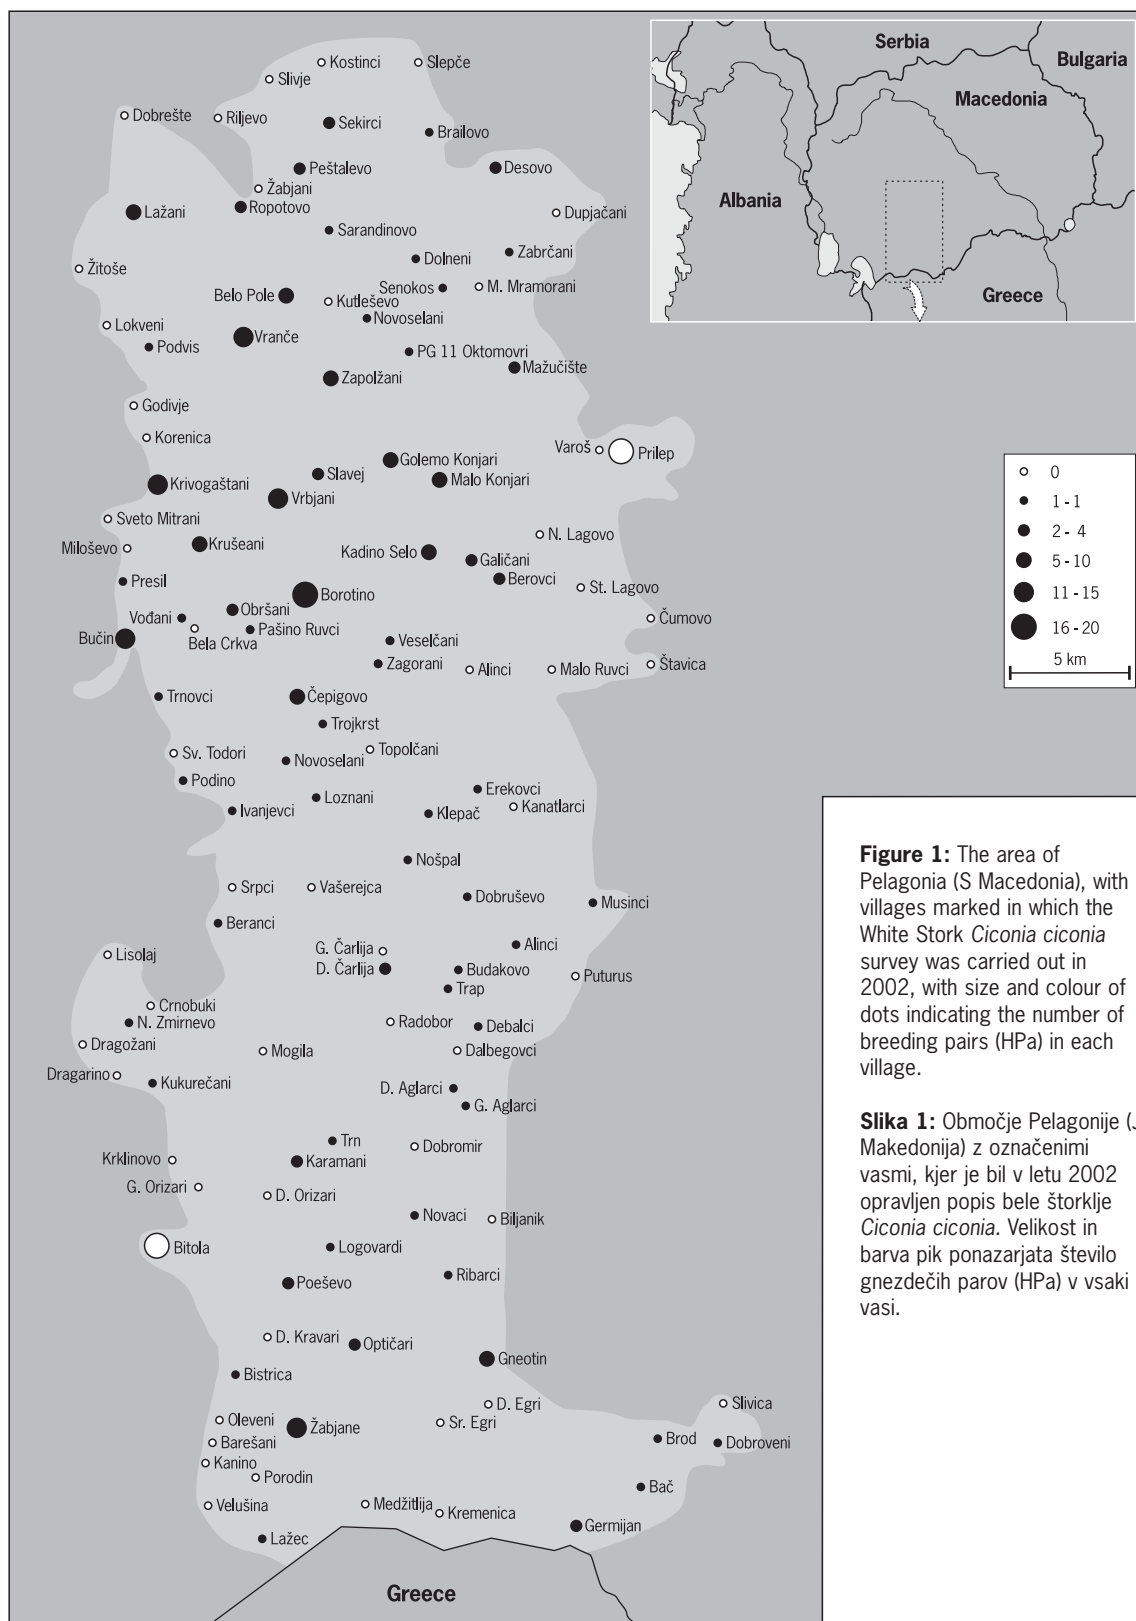 Kostinci
Slepče
Slivje
Dobrešte
Riljevo
Sekirci
Brailovo
Peštalevo
Desovo
Žabjani
Lažani
Ropotovo
Dupjačani
Sarandinovo
Zabrčani
Dolneni
Žitoše
Senokos
M. Mramorani
Belo Pole
Kutleševo
Novoselani
Lokveni
Vranče
Podvis
PG 11 Oktomovri
Mažučište
Zapolžani
Godivje
Korenica
Varoš
Prilep
Golemo Konjari
Slavej
Malo Konjari
Krivogaštani
Vrbjani
Sveto Mitrani
N. Lagovo
Miloševo
Krušeani
Kadino Selo
Galičani
Berovci
Presil
St. Lagovo
Borotino
Obršani
Vođani
Pašino Ruvci
Čumovo
Bela Crkva
Bučin
Veselčani
Zagorani
Alinci
Malo Ruvci
Štavica
Trnovci
Čepigovo
Trojkrst
Sv. Todori
Topolčani
Novoselani
Podino
Erekovci
Loznani
Kanatlarci
Ivanjevci
Klepač
Nošpal
Srpci
Vašerejca
Dobruševo
Musinci
Beranci
Alinci
G. Čarlija
Lisolaj
D. Čarlija
Budakovo
Puturus
Trap
Crnobuki
N. Zmirnevo
Radobor
Debalci
Dragožani
Mogila
Dalbegovci
Dragarino
Kukurečani
D. Aglarci
G. Aglarci
Trn
Dobromir
Krklinovo
Karamani
G. Orizari
D. Orizari
Novaci
Biljanik
Bitola
Logovardi
Ribarci
Poeševo
D. Kravari
Optičari
Gneotin
Bistrica
D. Egri
Slivica
Oleveni
Sr. Egri
Žabjane
Barešani
Brod
Dobroveni
Kanino
Porodin
Bač
Velušina
Medžitlija
Kremenica
Germijan
Lažec
Greece
Serbia
Bulgaria
Macedonia
Albania
Greece
0
1 - 1
2 - 4
5 - 10
11 - 15
16 - 20
5 km
Figure 1: The area of
Pelagonia (S Macedonia), with
villages marked in which the
White Stork Ciconia ciconia
survey was carried out in
2002, with size and colour of
dots indicating the number of
breeding pairs (HPa) in each
village.
Slika 1: Območje Pelagonije (J
Makedonija) z označenimi
vasmi, kjer je bil v letu 2002
opravljen popis bele štorklje
Ciconia ciconia. Velikost in
barva pik ponazarjata število
gnezdečih parov (HPa) v vsaki
vasi.